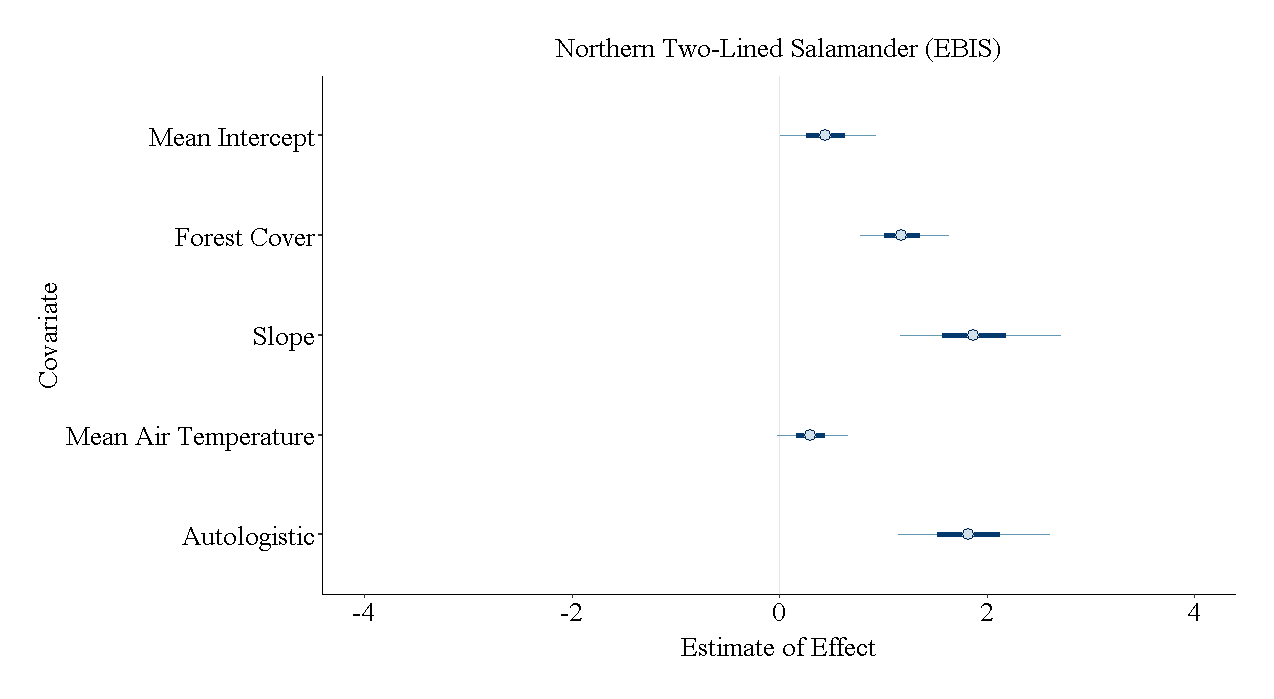 Northern Two-Lined Salamander (EBIS)
Mean Intercept
Forest Cover
Slope
Mean Air Temperature
Autologistic
Covariate
-4
-2
0
2
4
Estimate of Effect